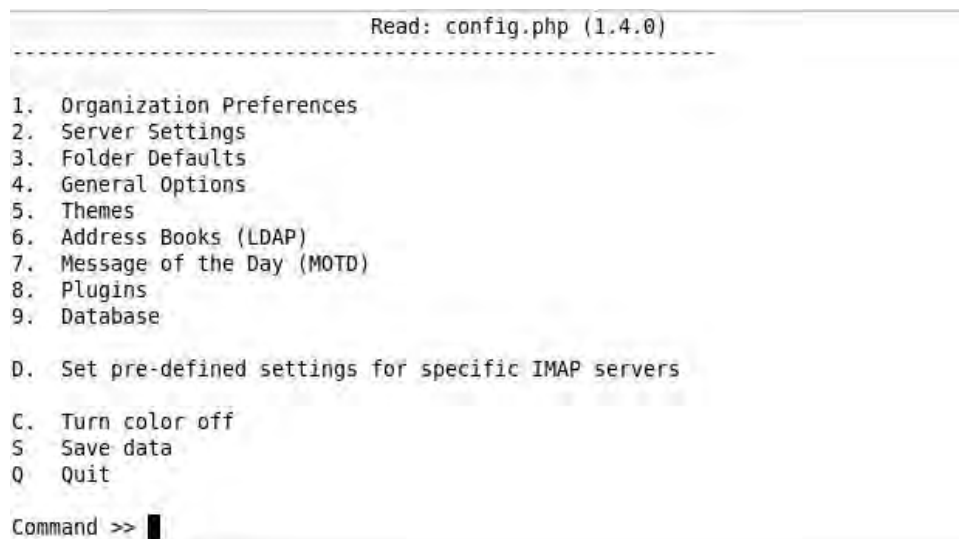 Read: config.php (1.4.0)
---------------------------------------------------------
1. Organization Preferences
2. Server Settings
3. Folder Defaults
4. General Options
5. Themes
6. Address Books (LDAP)
7. Message of the Day (MOTD)
8. Plugins
9. Database
D. Set pre-defined settings for specific IMAP servers
C. Turn color off
S Save data
Q Quit
Command >>